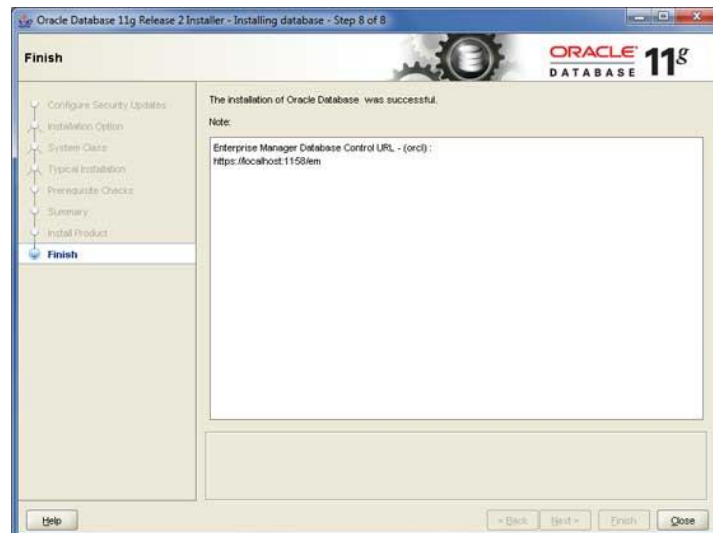 Oracle Database 11g Release 2 Installer - Installing database - Step 8 of 8
Finish
ORACLE
DATABASE
11g
Configure Security Updates
Installation Option
System Class
Typical Installation
Prerequisite Checks
Summary
Install Product
Finish
The installation of Oracle Database was successful.
Note:
Enterprise Manager Database Control URL - (orcl) :
https://localhost:1158/em
Help
< Back
Next >
Finish
Close